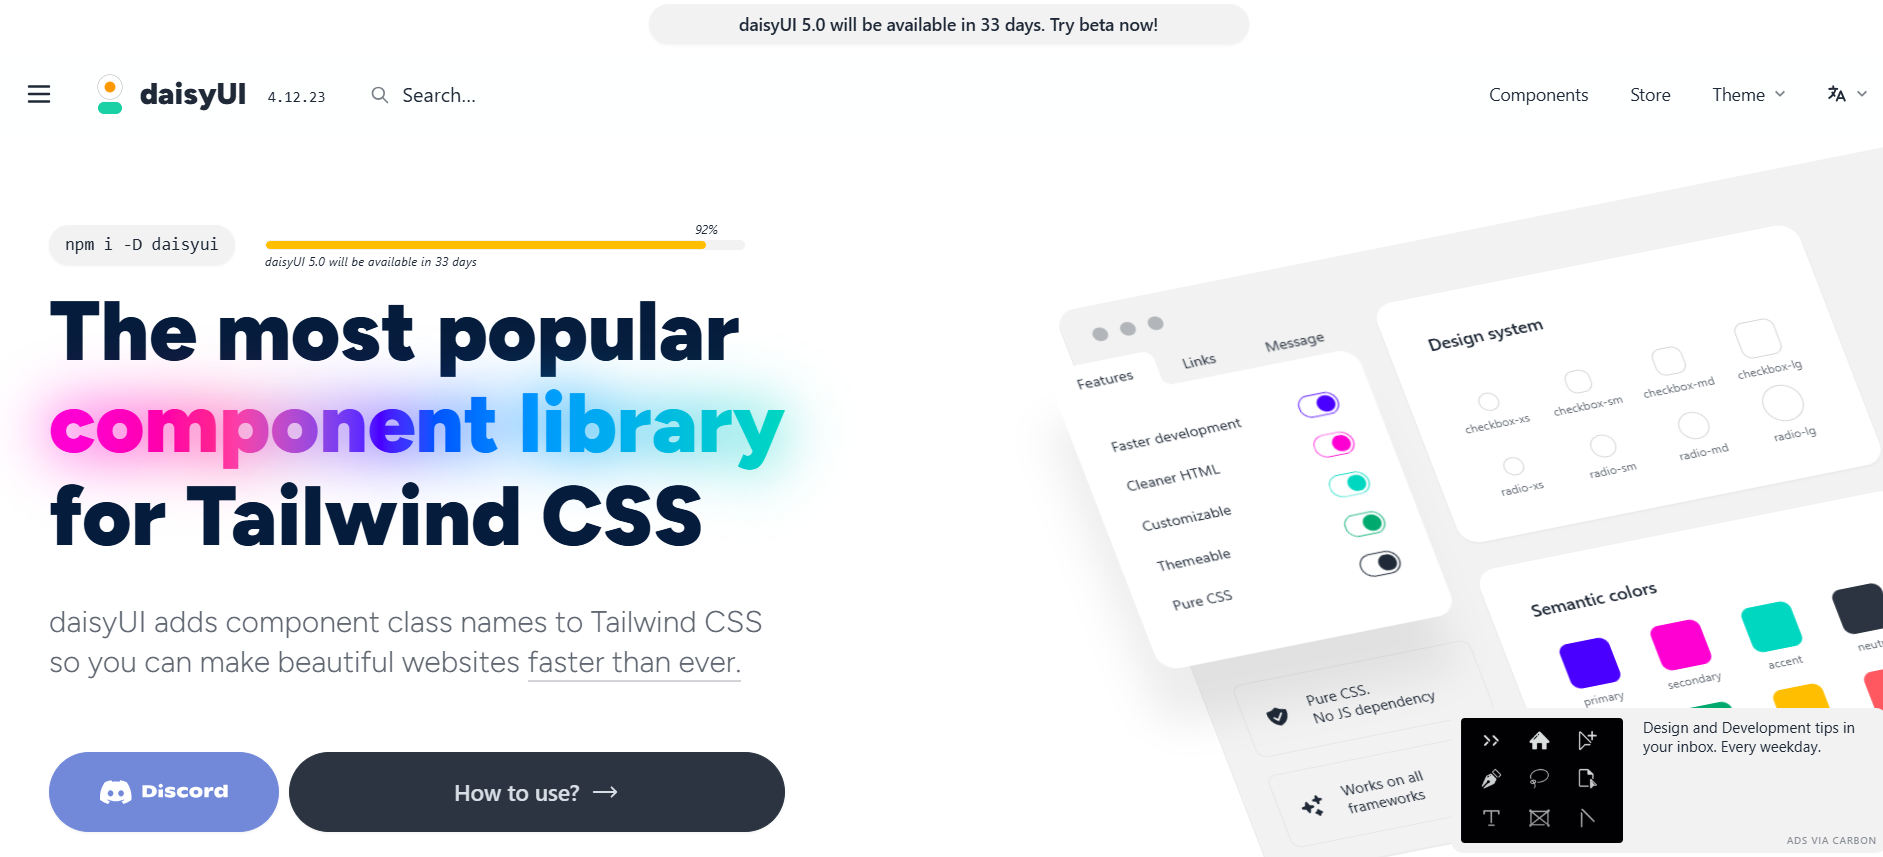 daisyUI 5.0 will be available in 33 days. Try beta now!
daisyUI 4.12.23 Search... Components Store Theme
npm i -D daisyui
92%
daisyUI 5.0 will be available in 33 days
The most popular
component library
for Tailwind CSS
daisyUI adds component class names to Tailwind CSS
so you can make beautiful websites faster than ever.
Discord
How to use?
Features Links Message
Faster development
Cleaner HTML
Customizable
Themeable
Pure CSS
Design system
checkbox-xs checkbox-sm checkbox-md checkbox-lg
radio-xs radio-sm radio-md radio-lg
Semantic colors
primary secondary accent
Pure CSS.
No JS dependency
Works on all
frameworks
Design and Development tips in
your inbox. Every weekday.
ADS VIA CARBON